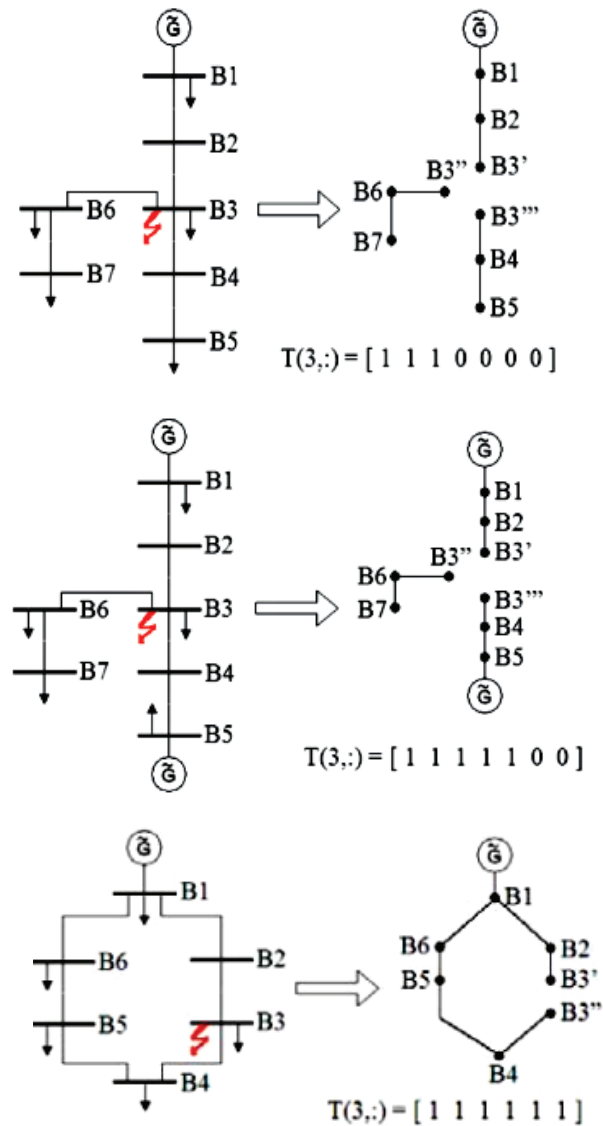 G̃
B1
B2
B6
B3
B7
B4
B5
G̃
B1
B2
B3’
B3’’
B6
B7
B3’’’
B4
B5
T(3,:) = [ 1 1 1 0 0 0 0 ]
G̃
B1
B2
B6
B3
B7
B4
B5
G̃
G̃
B1
B2
B3’
B3’’
B6
B7
B3’’’
B4
B5
G̃
T(3,:) = [ 1 1 1 1 1 0 0 ]
G̃
B1
B6
B2
B5
B3
B4
G̃
B1
B6
B2
B5
B3’
B3’’
B4
T(3,:) = [ 1 1 1 1 1 1 ]